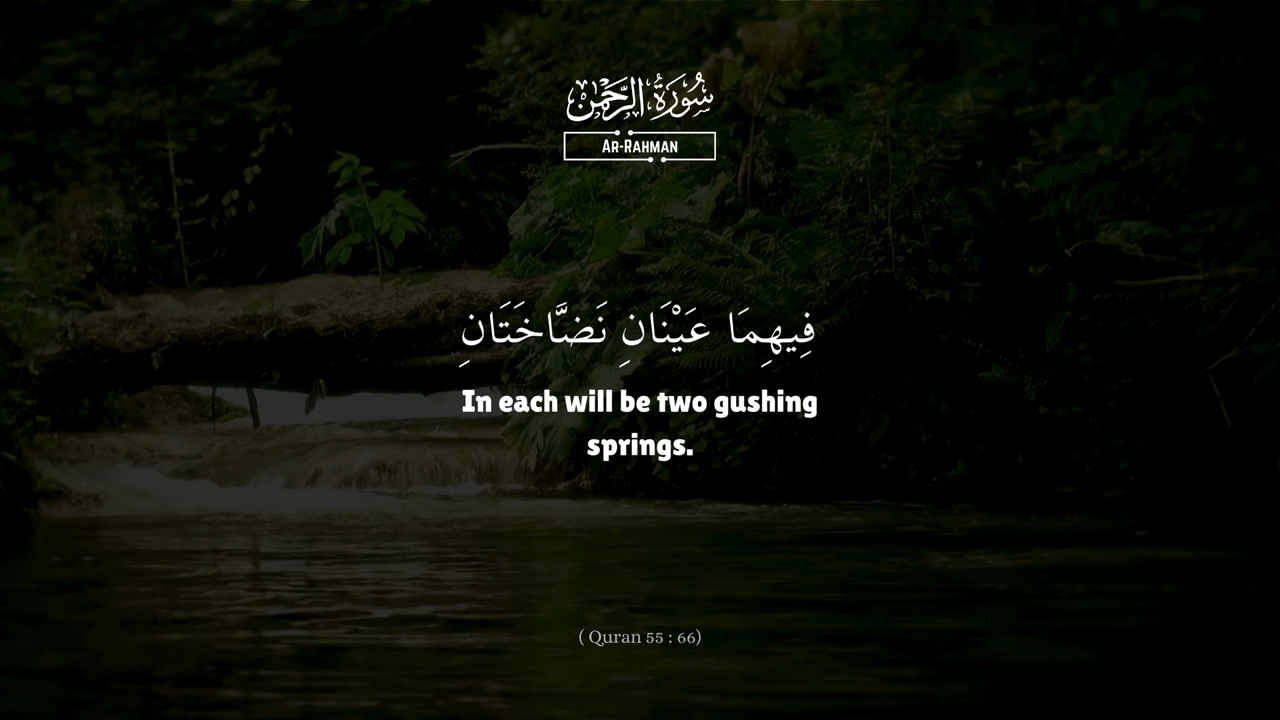 سُورَةُ الرَّحْمٰن
AR-RAHMAN
فِيهِمَا عَيْنَانِ نَضَّاخَتَانِ
In each will be two gushing
springs.
( Quran 55 : 66)